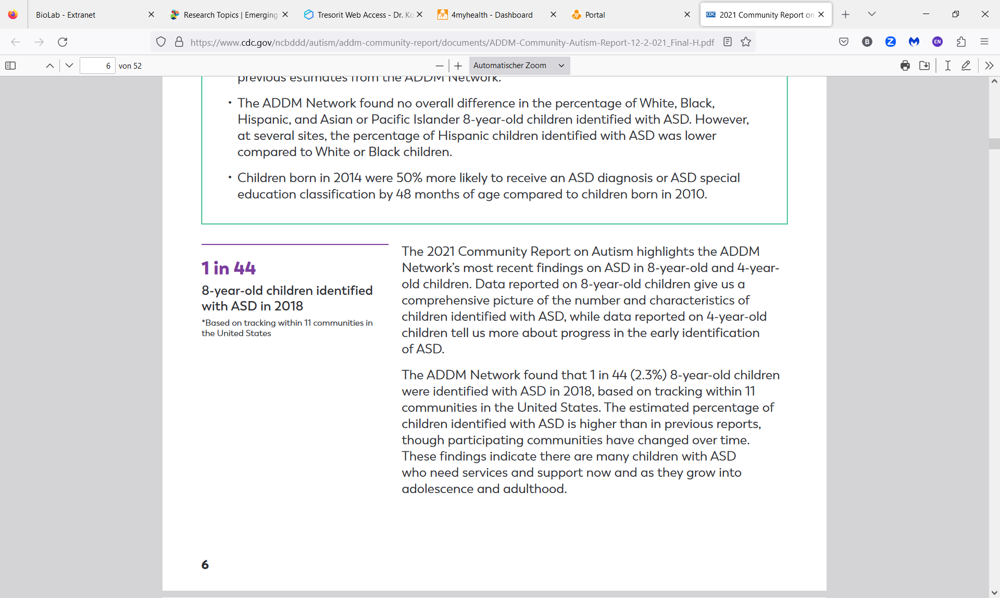 BioLab - Extranet
Research Topics | Emerging
Tresorit Web Access - Dr. Ko
4myhealth - Dashboard
Portal
CDC
2021 Community Report on
https://www.cdc.gov/ncbddd/autism/addm-community-report/documents/ADDM-Community-Autism-Report-12-2-021_Final-H.pdf
B
Z
EN
6 von 52
Automatischer Zoom
previous estimates from the ADDM Network.
• The ADDM Network found no overall difference in the percentage of White, Black,
Hispanic, and Asian or Pacific Islander 8-year-old children identified with ASD. However,
at several sites, the percentage of Hispanic children identified with ASD was lower
compared to White or Black children.
• Children born in 2014 were 50% more likely to receive an ASD diagnosis or ASD special
education classification by 48 months of age compared to children born in 2010.
1 in 44
8-year-old children identified
with ASD in 2018
*Based on tracking within 11 communities in
the United States
The 2021 Community Report on Autism highlights the ADDM
Network’s most recent findings on ASD in 8-year-old and 4-year-
old children. Data reported on 8-year-old children give us a
comprehensive picture of the number and characteristics of
children identified with ASD, while data reported on 4-year-old
children tell us more about progress in the early identification
of ASD.
The ADDM Network found that 1 in 44 (2.3%) 8-year-old children
were identified with ASD in 2018, based on tracking within 11
communities in the United States. The estimated percentage of
children identified with ASD is higher than in previous reports,
though participating communities have changed over time.
These findings indicate there are many children with ASD
who need services and support now and as they grow into
adolescence and adulthood.
6